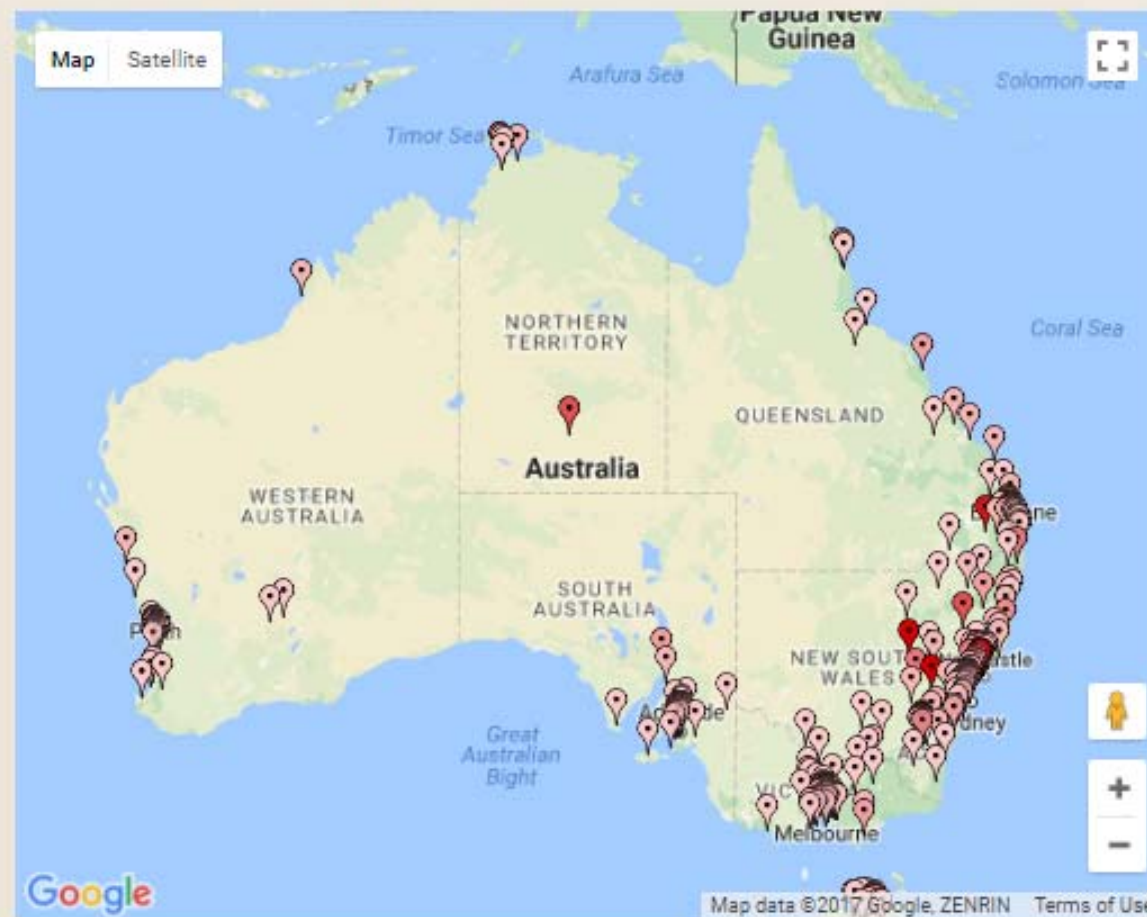 Papua New
Guinea
Map
Satellite
Arafura Sea
Solomon Sea
Timor Sea
NORTHERN
TERRITORY
Coral Sea
QUEENSLAND
Australia
WESTERN
AUSTRALIA
SOUTH
AUSTRALIA
NEW SOUTH
WALES
Great
Australian
Bight
Melbourne
Google
Map data ©2017 Google, ZENRIN
Terms of Use